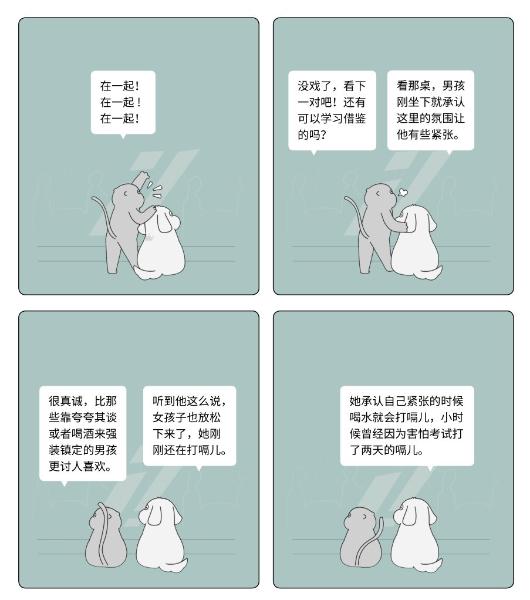 在一起！
在一起！
在一起！
没戏了，看下
一对吧！还有
可以学习借鉴
的吗？
看那桌，男孩
刚坐下就承认
这里的氛围让
他有些紧张。
很真诚，比那
些靠夸夸其谈
或者喝酒来强
装镇定的男孩
更讨人喜欢。
听到他这么说，
女孩子也放松
下来了，她刚
刚还在打嗝儿。
她承认自己紧张的时候
喝水就会打嗝儿，小时
候曾经因为害怕考试打
了两天的嗝儿。